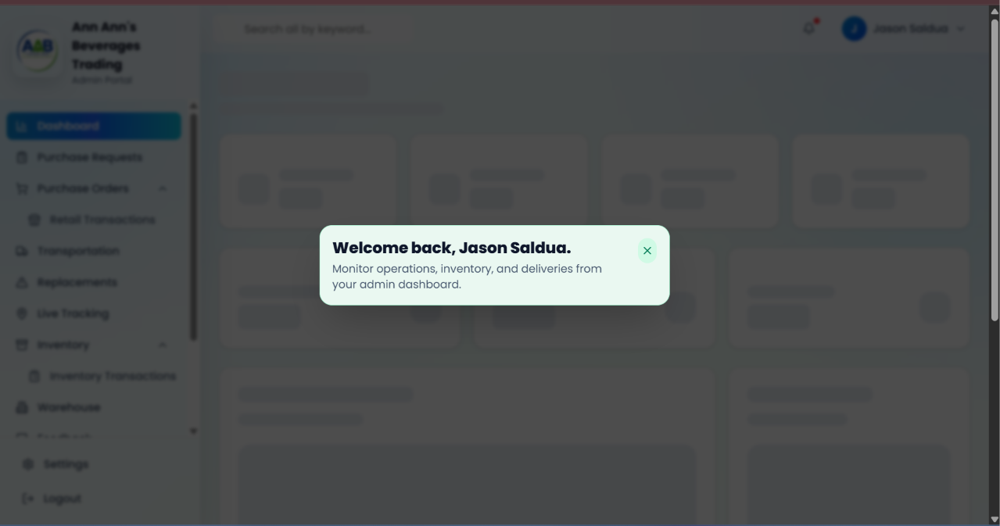 Ann Ann's
Beverages
Trading
Admin Portal
Search all by keyword...
J
Jason Saldua
Dashboard
Purchase Requests
Purchase Orders
Retail Transactions
Transportation
Replacements
Live Tracking
Inventory
Inventory Transactions
Warehouse
Settings
Logout
Welcome back, Jason Saldua.
Monitor operations, inventory, and deliveries from
your admin dashboard.